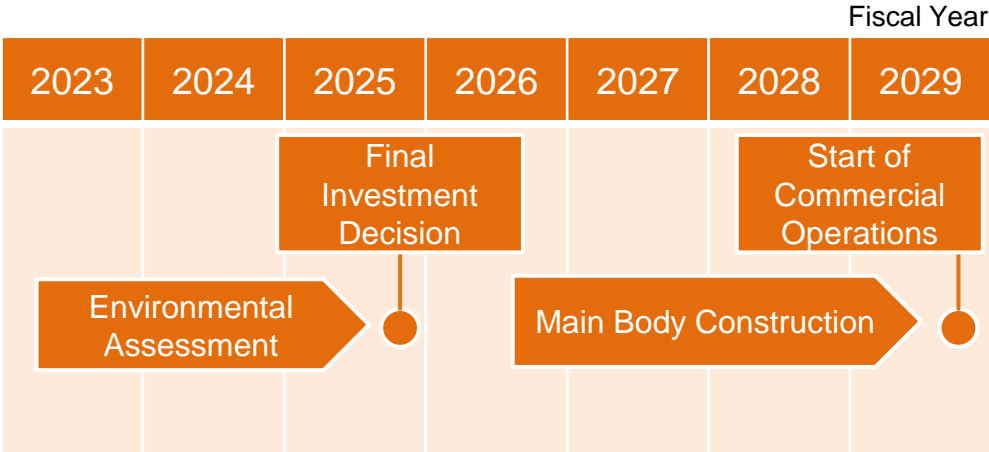 Fiscal Year
2023 2024 2025 2026 2027 2028 2029
Final
Investment
Decision
Start of
Commercial
Operations
Environmental
Assessment
Main Body Construction